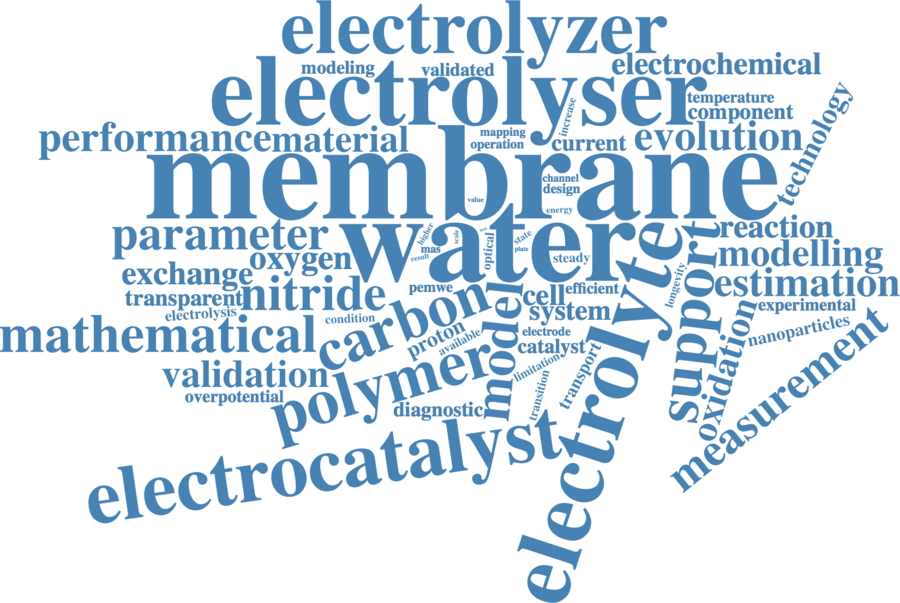 electrolyzer
modeling
validated
electrochemical
electrolyser
temperature
increase
component
technology
performance
material
mapping
operation
current
evolution
membrane
channel
design
value
energy
parameter
water
higher
scale
not
optical
state
plate
mas
result
steady
reaction
oxygen
modelling
exchange
longevity
support
estimation
transparent
nitride
pemwe
cell
efficient
electrolysis
condition
carbon
system
experimental
mathematical
proton
available
model
electrode
catalyst
electrolyte
nanoparticles
oxidation
measurement
validation
polymer
limitation
transport
overpotential
diagnostic
transition
electrocatalyst